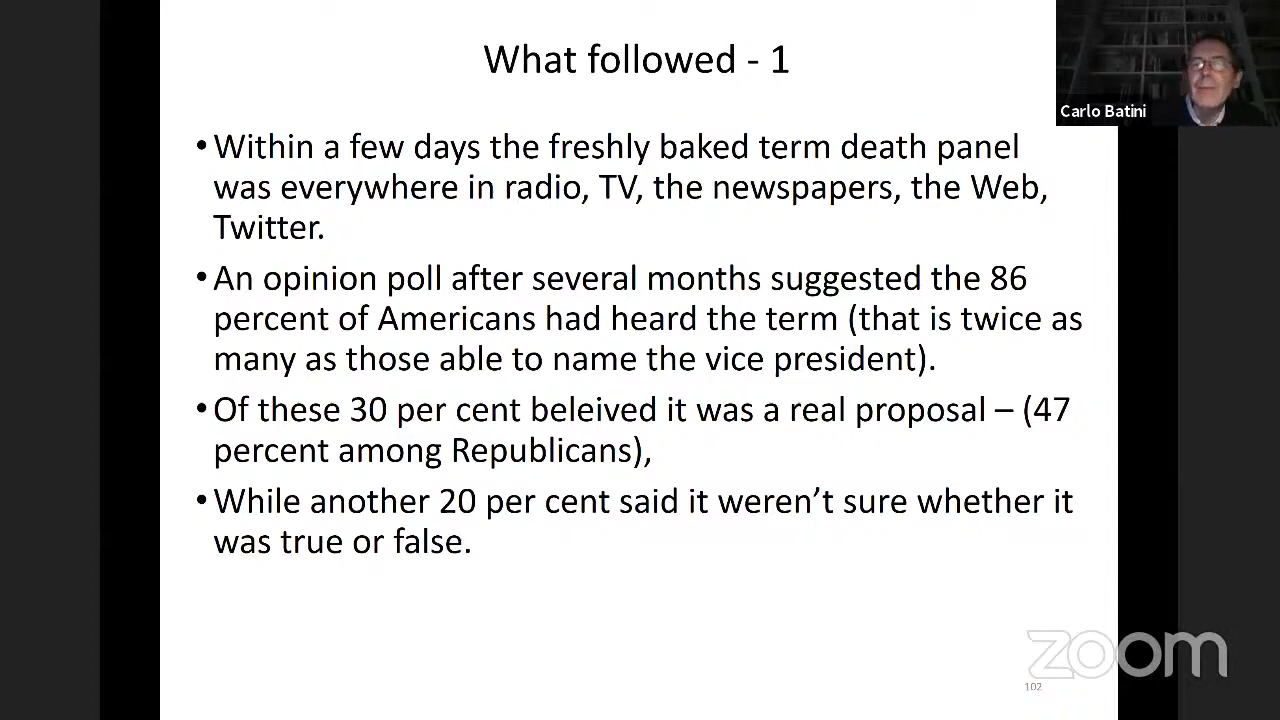 What followed - 1
Carlo Batini
•Within a few days the freshly baked term death panel
was everywhere in radio, TV, the newspapers, the Web,
Twitter.
•An opinion poll after several months suggested the 86
percent of Americans had heard the term (that is twice as
many as those able to name the vice president).
•Of these 30 per cent beleived it was a real proposal – (47
percent among Republicans),
•While another 20 per cent said it weren’t sure whether it
was true or false.
zoom
102